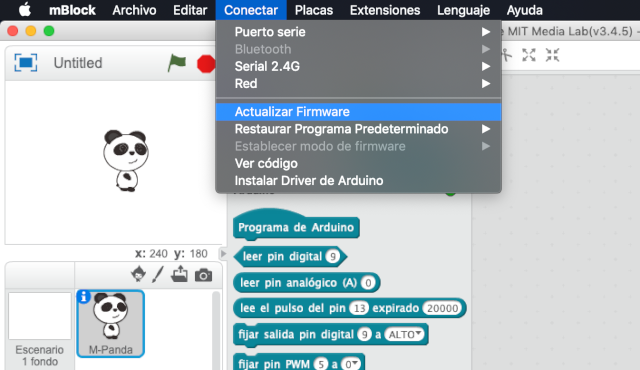 mBlock Archivo Editar Conectar Placas Extensiones Lenguaje Ayuda
Puerto serie
Bluetooth
Serial 2.4G
Red
Actualizar Firmware
Restaurar Programa Predeterminado
Establecer modo de firmware
Ver código
Instalar Driver de Arduino
MIT Media Lab(v3.4.5) -
Untitled
Programa de Arduino
leer pin digital 9
leer pin analógico (A) 0
lee el pulso del pin 13 expirado 20000
fijar salida pin digital 9 a ALTO
fijar pin PWM 5 a 0
x: 240 y: 180
Escenario
1 fondo
M-Panda